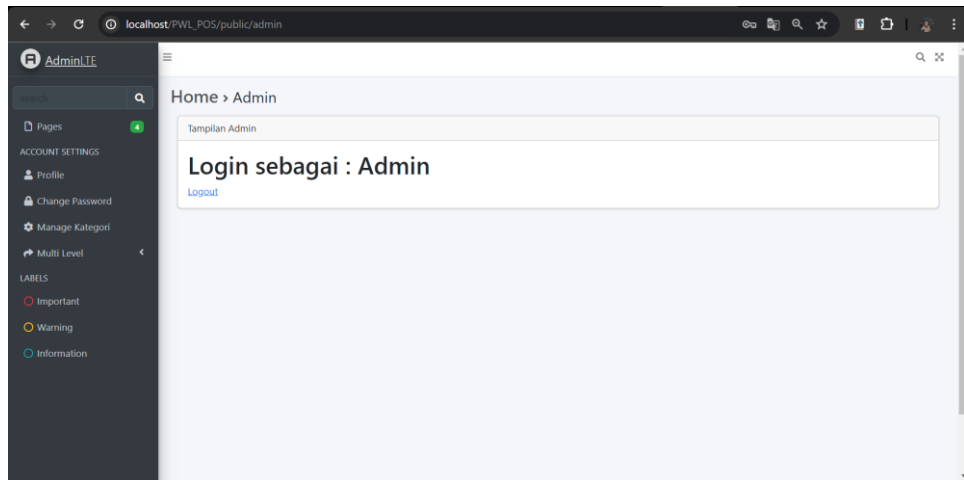 localhost/PWL_POS/public/admin
AdminLTE
search
Home › Admin
Pages 4
Tampilan Admin
ACCOUNT SETTINGS
Login sebagai : Admin
Profile
Logout
Change Password
Manage Kategori
Multi Level
LABELS
Important
Warning
Information